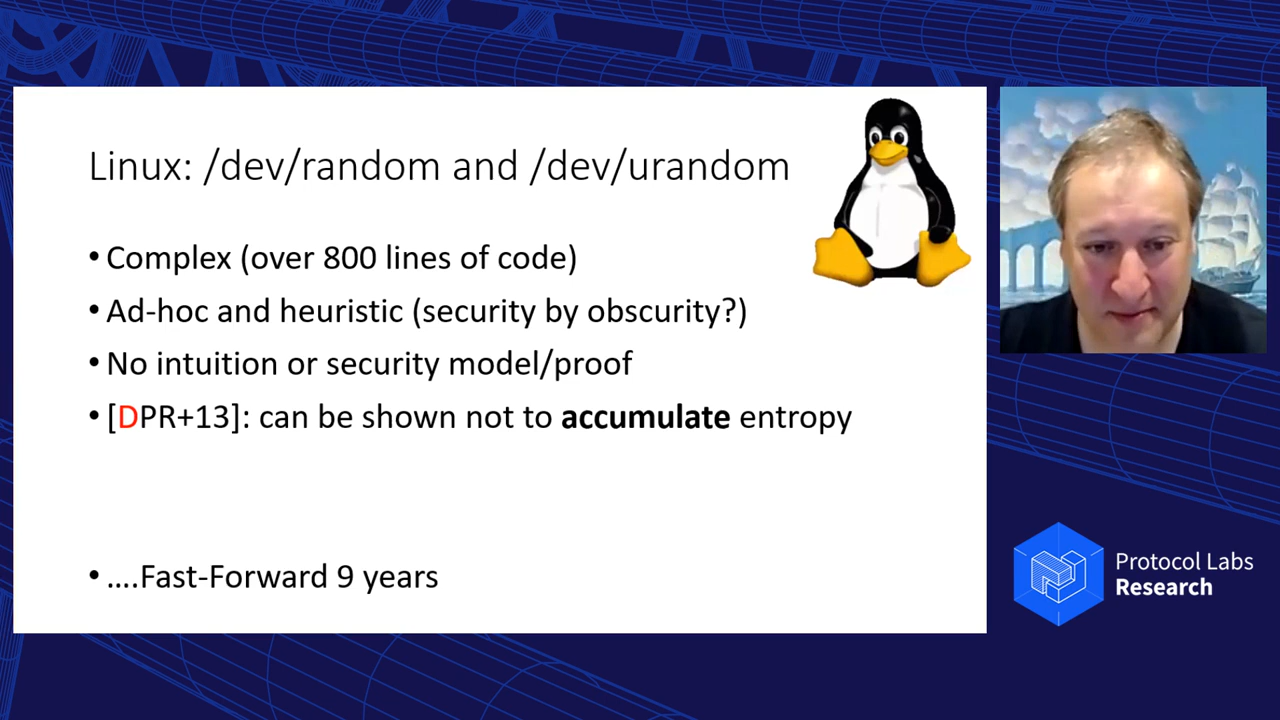 Linux: /dev/random and /dev/urandom
• Complex (over 800 lines of code)
• Ad-hoc and heuristic (security by obscurity?)
• No intuition or security model/proof
• [DPR+13]: can be shown not to accumulate entropy
• ....Fast-Forward 9 years
Protocol Labs
Research